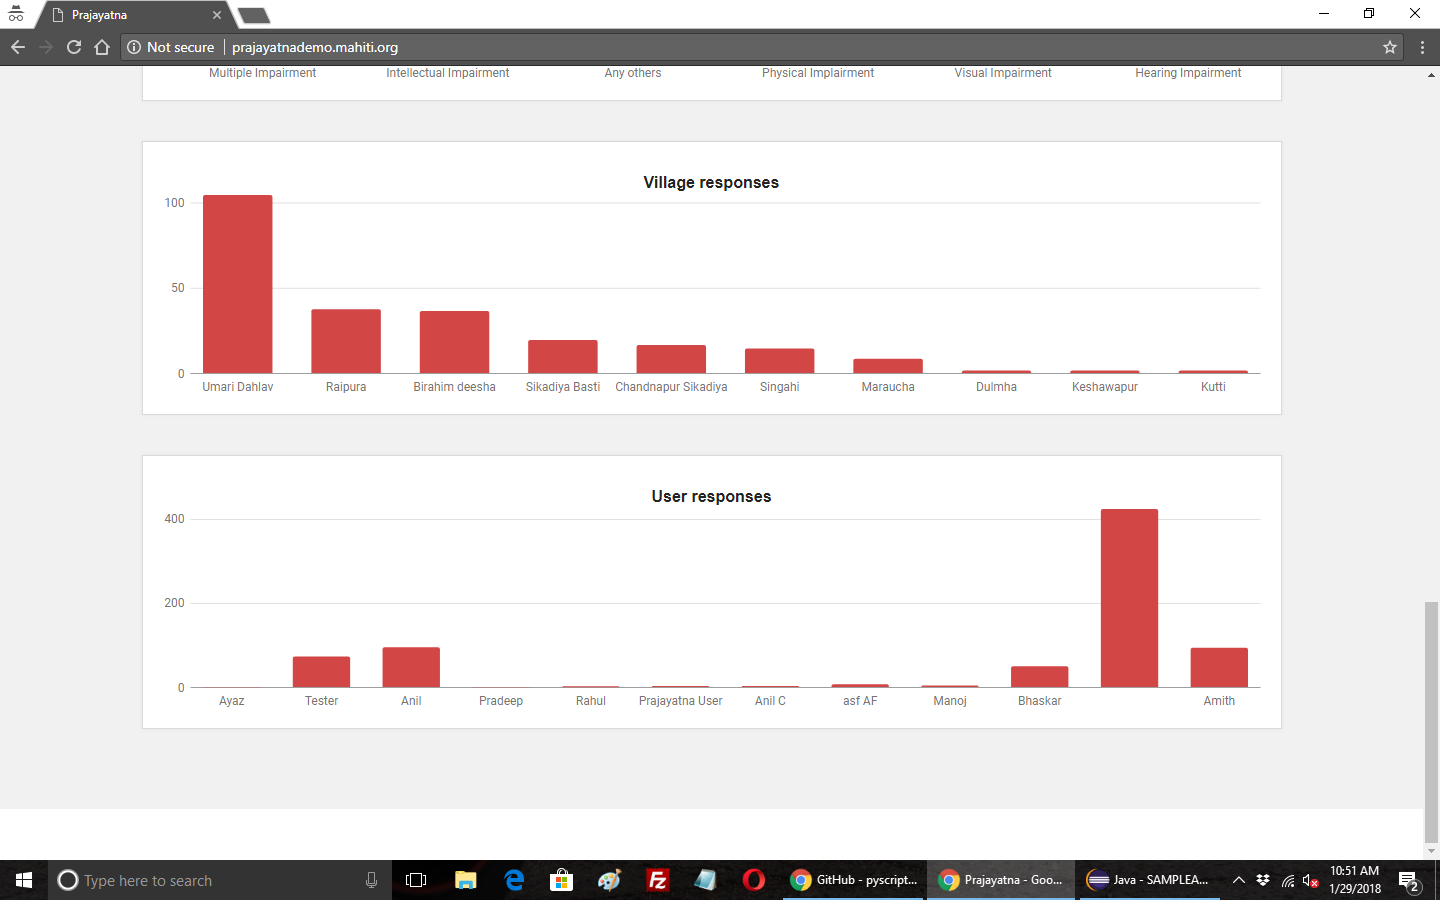 Prajayatna
Not secure prajayatnademo.mahiti.org
Multiple Impairment Intellectual Impairment Any others Physical Implairment Visual Impairment Hearing Impairment
Village responses
100
50
0
Umari Dahlav Raipura Birahim deesha Sikadiya Basti Chandnapur Sikadiya Singahi Maraucha Dulmha Keshawapur Kutti
User responses
400
200
0
Ayaz Tester Anil Pradeep Rahul Prajayatna User Anil C asf AF Manoj Bhaskar Amith
Type here to search
GitHub - pyscript...
Prajayatna - Goo...
Java - SAMPLEA...
10:51 AM
1/29/2018
2